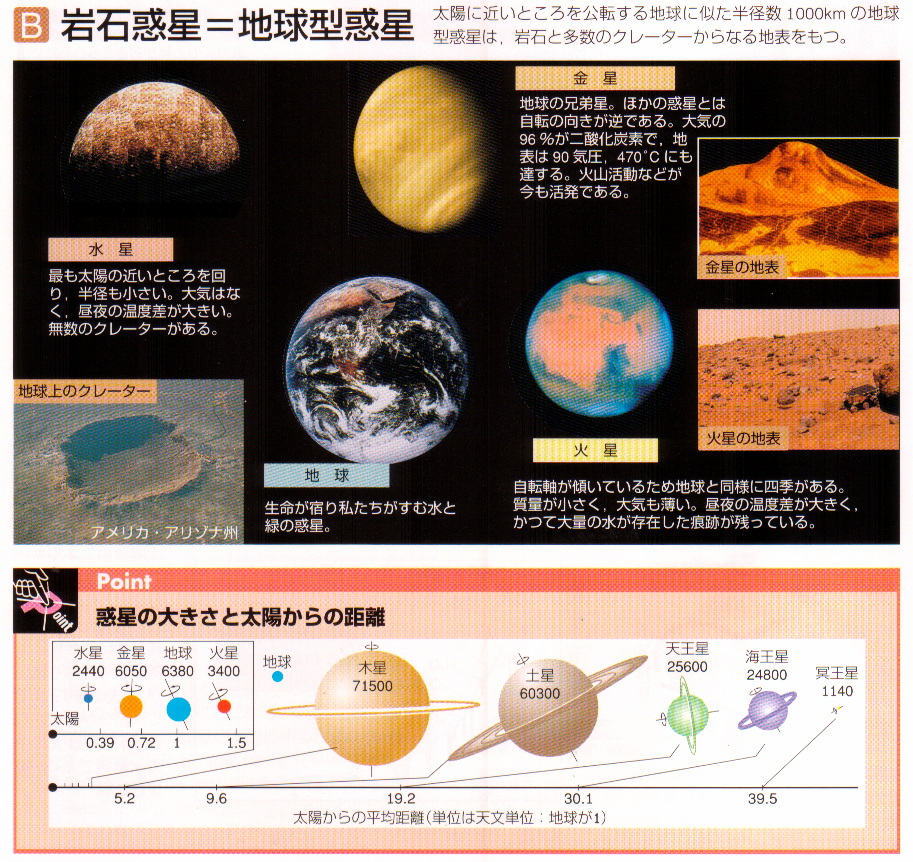 B 岩石惑星＝地球型惑星
太陽に近いところを公転する地球に似た半径数1000kmの地球
型惑星は，岩石と多数のクレーターからなる地表をもつ。
金 星
地球の兄弟星。ほかの惑星とは
自転の向きが逆である。大気の
96％が二酸化炭素で，地
表は90気圧，470℃にも
達する。火山活動などが
今も活発である。
金星の地表
水 星
最も太陽の近いところを回
り，半径も小さい。大気はな
く，昼夜の温度差が大きい。
無数のクレーターがある。
地球上のクレーター
アメリカ・アリゾナ州
地 球
生命が宿り私たちがすむ水と
緑の惑星。
火 星
自転軸が傾いているため地球と同様に四季がある。
質量が小さく，大気も薄い。昼夜の温度差が大きく，
かつて大量の水が存在した痕跡が残っている。
火星の地表
Point
Point
惑星の大きさと太陽からの距離
水星 金星 地球 火星
2440 6050 6380 3400
太陽
0.39 0.72 1 1.5
地球
木星
71500
土星
60300
天王星
25600
海王星
24800
冥王星
1140
5.2 9.6 19.2 30.1 39.5
太陽からの平均距離(単位は天文単位：地球が1)